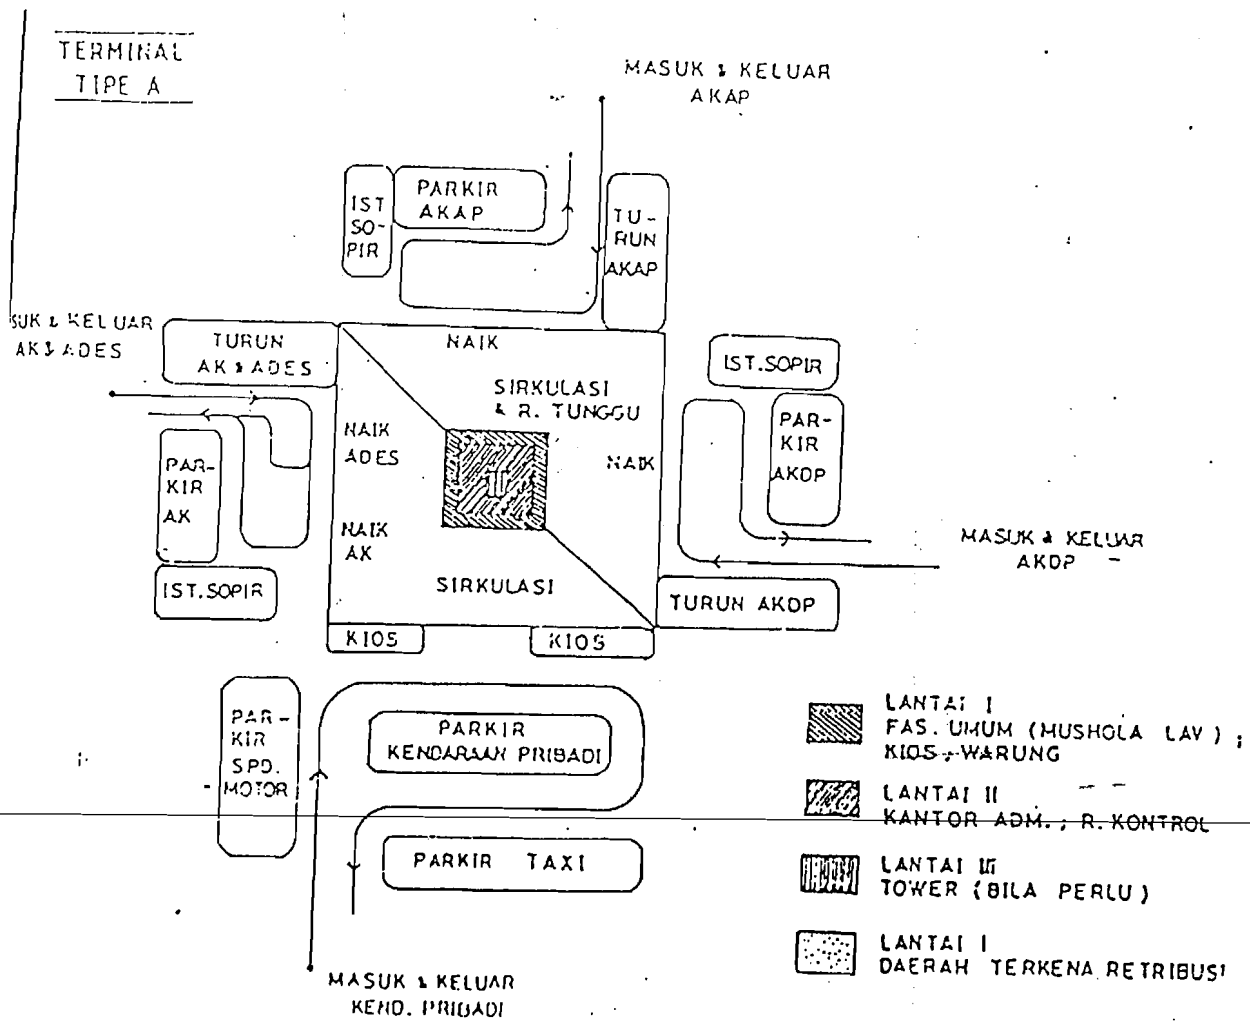 TERMINAL
TIPE A
MASUK & KELUAR
AKAP
IST
SO-
PIR
PARKIR
AKAP
TU-
RUN
AKAP
SUK & KELUAR
AK & ADES
TURUN
AK & ADES
NAIK
SIRKULASI
& R. TUNGGU
IST.SOPIR
PAR-
KIR
AKDP
NAIK
ADES
NAIK
PAR-
KIR
AK
NAIK
AK
MASUK & KELUAR
AKDP
IST.SOPIR
SIRKULASI
TURUN AKDP
KIOS
KIOS
PAR-
KIR
SPD.
MOTOR
PARKIR
KENDARAAN PRIBADI
PARKIR TAXI
MASUK & KELUAR
KEND. PRIBADI
LANTAI I
FAS. UMUM (MUSHOLA LAV) ;
KIOS - WARUNG
LANTAI II
KANTOR ADM. ; R. KONTROL
LANTAI III
TOWER (BILA PERLU)
LANTAI I
DAERAH TERKENA RETRIBUSI